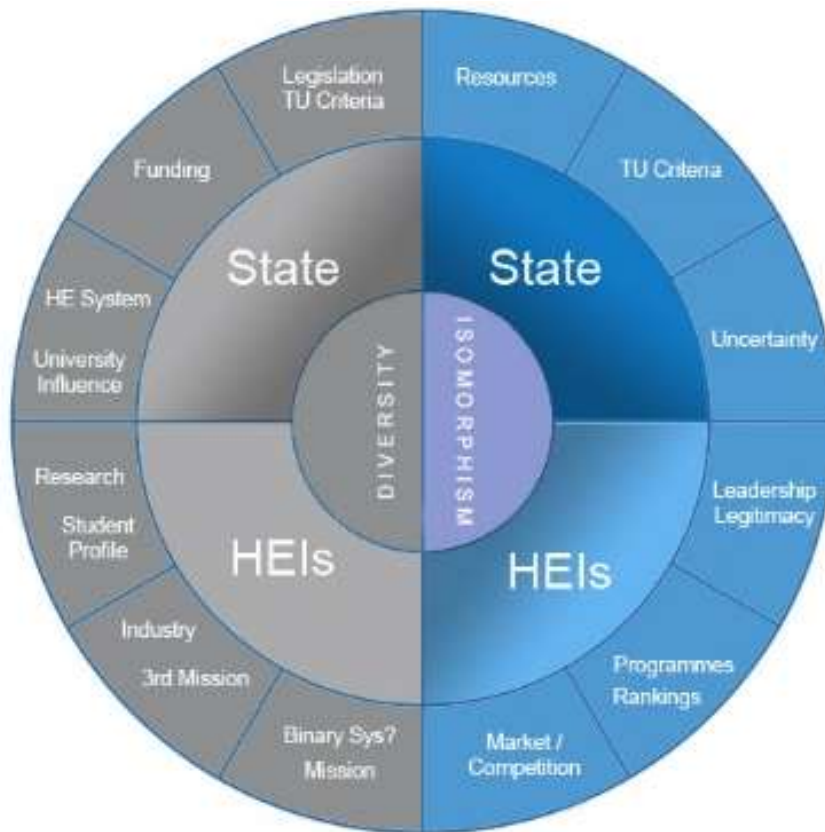 Legislation
TU Criteria
Resources
Funding
TU Criteria
State
State
HE System
University
Influence
Uncertainty
DIVERSITY
ISOMORPHISM
Research
Student
Profile
Leadership
Legitimacy
HEIs
HEIs
Industry
3rd Mission
Programmes
Rankings
Binary Sys?
Mission
Market /
Competition